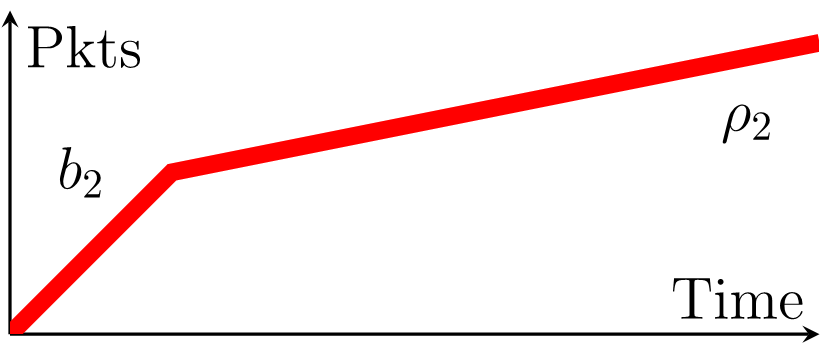 Pkts
ρ₂
b₂
Time